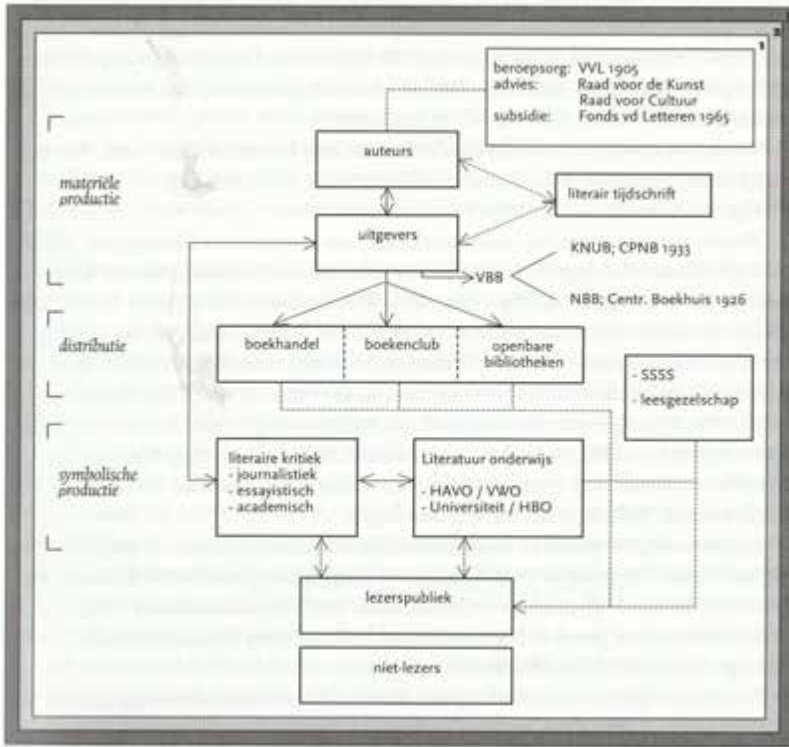 1
beroepsorg: VVL 1905
advies: Raad voor de Kunst
Raad voor Cultuur
subsidie: Fonds vd Letteren 1965
auteurs
materiële
productie
literair tijdschrift
uitgevers
KNUB; CPNB 1933
VBB
NBB; Centr. Boekhuis 1926
distributie
boekhandel
boekenclub
openbare
bibliotheken
- SSSS
- leesgezelschap
symbolische
productie
literaire kritiek
- journalistiek
- essayistisch
- academisch
Literatuur onderwijs
- HAVO / VWO
- Universiteit / HBO
lezerspubliek
niet-lezers